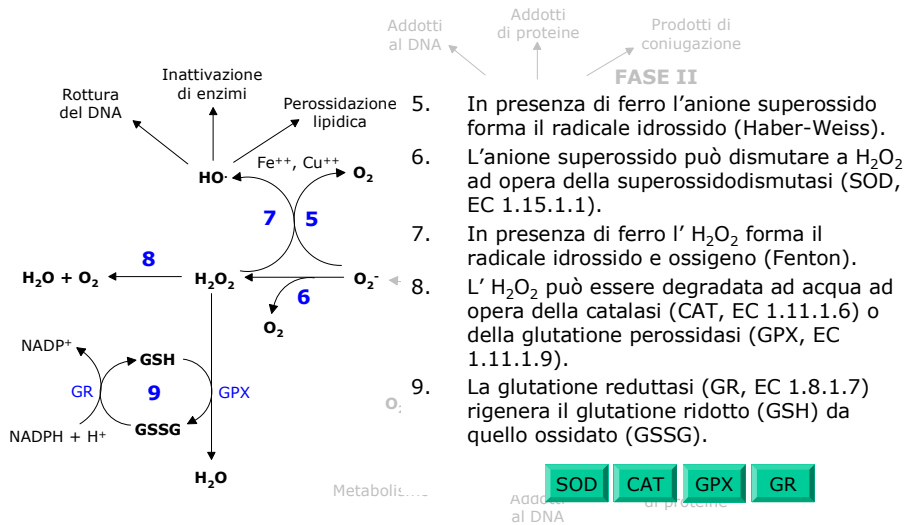 Addotti
al DNA
Addotti
di proteine
Prodotti di
coniugazione
FASE II
Rottura
del DNA
Inattivazione
di enzimi
Perossidazione
lipidica
Fe⁺⁺, Cu⁺⁺
HO·
O₂
7
5
8
H₂O + O₂
H₂O₂
O₂⁻
6
O₂
NADP⁺
GSH
GR
9
GPX
NADPH + H⁺
GSSG
H₂O
5. In presenza di ferro l'anione superossido
forma il radicale idrossido (Haber-Weiss).
6. L'anione superossido può dismutare a H₂O₂
ad opera della superossidodismutasi (SOD,
EC 1.15.1.1).
7. In presenza di ferro l' H₂O₂ forma il
radicale idrossido e ossigeno (Fenton).
8. L' H₂O₂ può essere degradata ad acqua ad
opera della catalasi (CAT, EC 1.11.1.6) o
della glutatione perossidasi (GPX, EC
1.11.1.9).
9. La glutatione reduttasi (GR, EC 1.8.1.7)
rigenera il glutatione ridotto (GSH) da
quello ossidato (GSSG).
SOD CAT GPX GR
Addotti
al DNA
di proteine